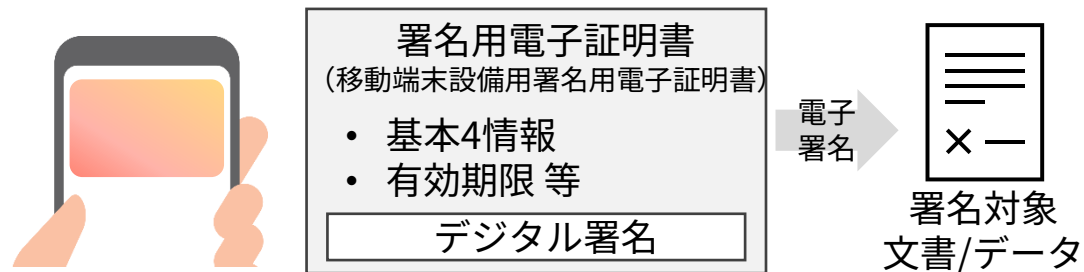 署名用電子証明書
（移動端末設備用署名用電子証明書）
• 基本4情報
• 有効期限 等
デジタル署名
電子
署名
署名対象
文書/データ